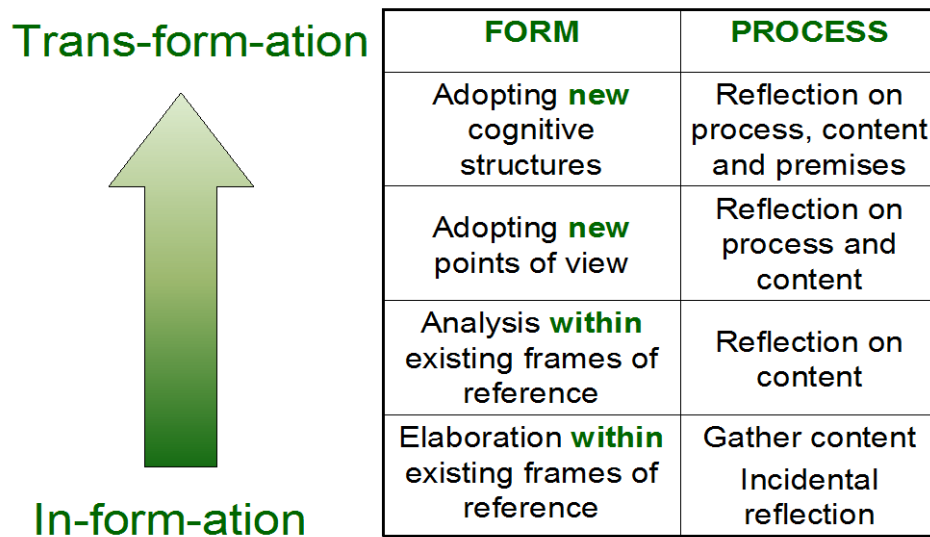 Trans-form-ation
FORM
PROCESS
Adopting new
cognitive
structures
Reflection on
process, content
and premises
Adopting new
points of view
Reflection on
process and
content
Analysis within
existing frames of
reference
Reflection on
content
Elaboration within
existing frames of
reference
Gather content
Incidental
reflection
In-form-ation